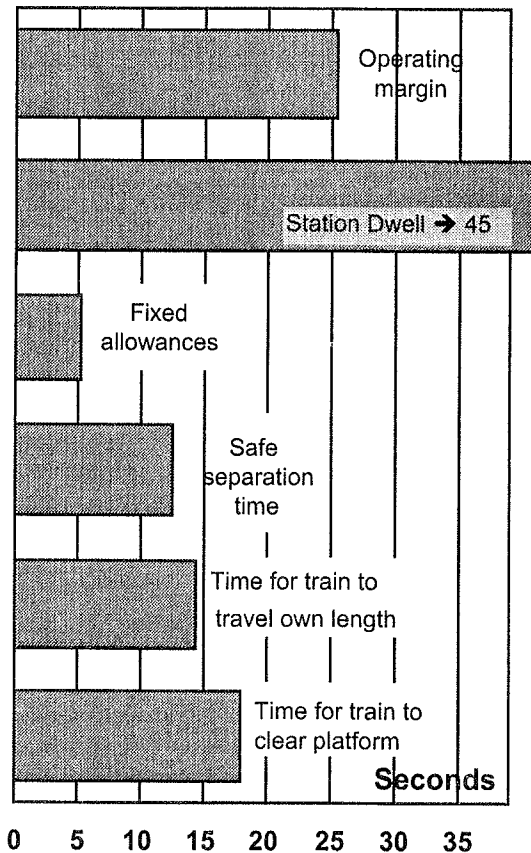 Operating
margin
Station Dwell → 45
Fixed
allowances
Safe
separation
time
Time for train to
travel own length
Time for train to
clear platform
Seconds
0 5 10 15 20 25 30 35